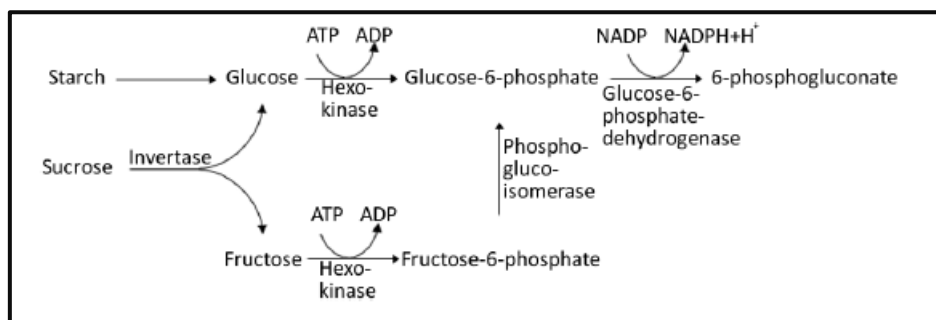 ATP ADP NADP NADPH+H+
Starch Glucose Glucose-6-phosphate 6-phosphogluconate
Hexo-
kinase
Glucose-6-
phosphate-
dehydrogenase
Sucrose Invertase
Phospho-
gluco-
isomerase
ATP ADP
Fructose Fructose-6-phosphate
Hexo-
kinase